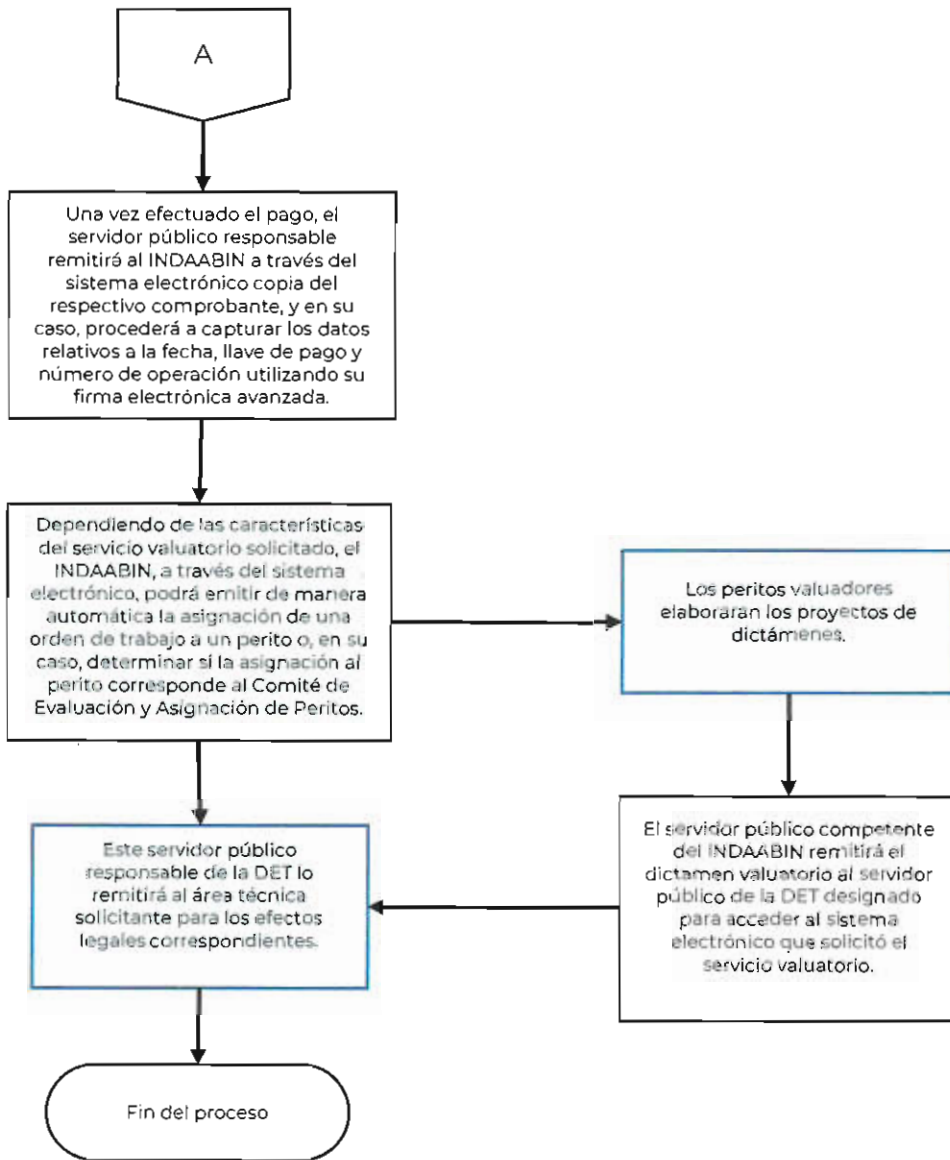 A
Una vez efectuado el pago, el
servidor público responsable
remitirá al INDAABIN a través del
sistema electrónico copia del
respectivo comprobante, y en su
caso, procederá a capturar los datos
relativos a la fecha, llave de pago y
número de operación utilizando su
firma electrónica avanzada.
Dependiendo de las características
del servicio valuatorio solicitado, el
INDAABIN, a través del sistema
electrónico, podrá emitir de manera
automática la asignación de una
orden de trabajo a un perito o, en su
caso, determinar si la asignación al
perito corresponde al Comité de
Evaluación y Asignación de Peritos.
Los peritos valuadores
elaboraran los proyectos de
dictámenes.
El servidor público competente
del INDAABIN remitirá el
dictamen valuatorio al servidor
público de la DET designado
para acceder al sistema
electrónico que solicitó el
servicio valuatorio.
Este servidor público
responsable de la DET lo
remitirá al área técnica
solicitante para los efectos
legales correspondientes.
Fin del proceso